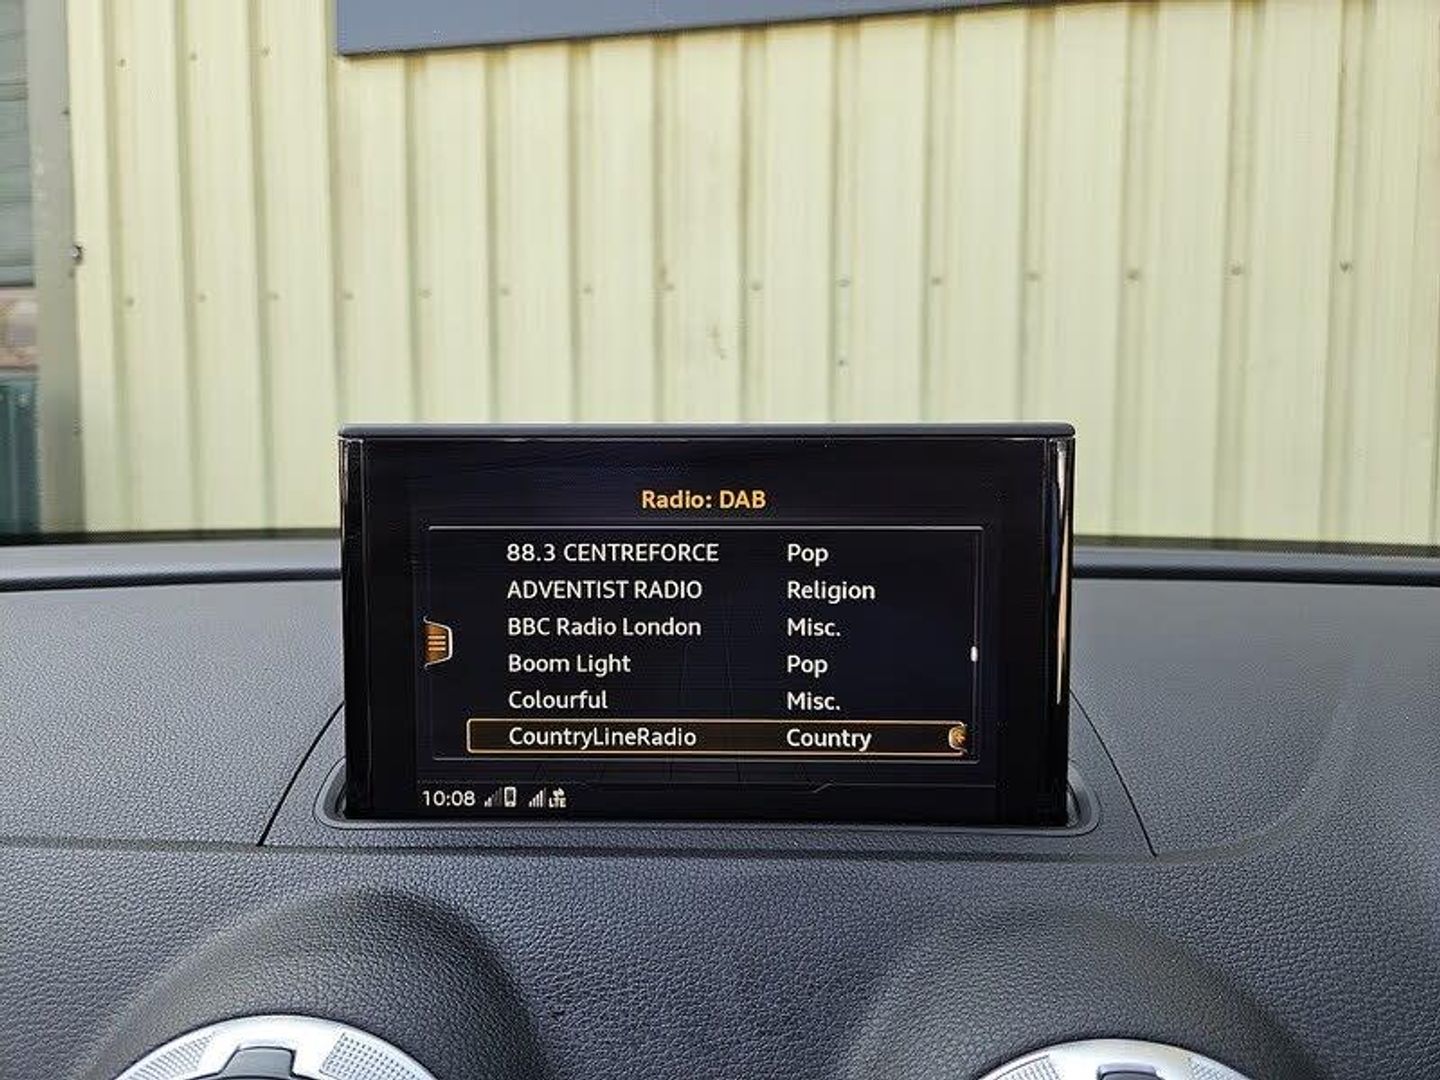 Radio: DAB
88.3 CENTREFORCE Pop
ADVENTIST RADIO Religion
BBC Radio London Misc.
Boom Light Pop
Colourful Misc.
CountryLineRadio Country
10:08 LTE